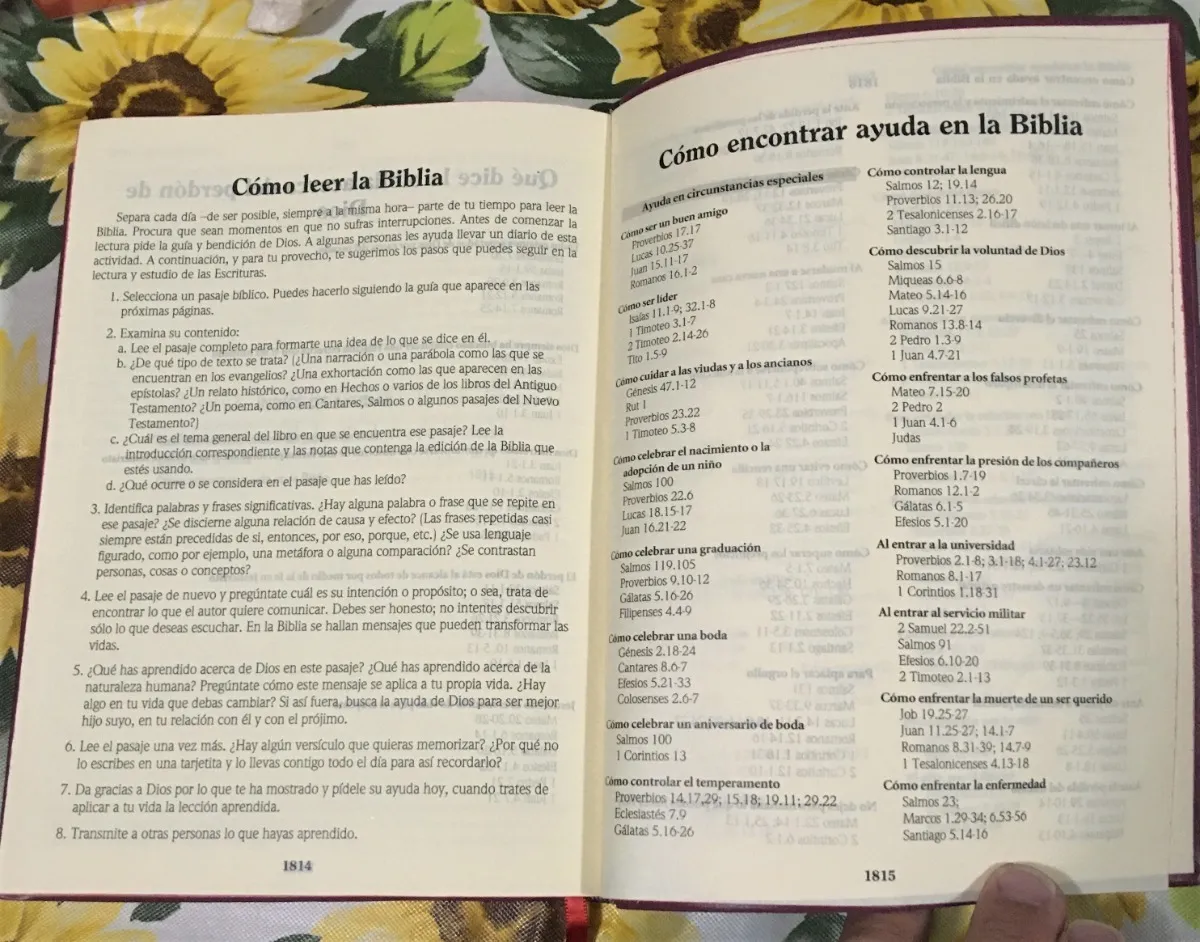 Cómo leer la Biblia
Separa cada día –de ser posible, siempre a la misma hora– parte de tu tiempo para leer la
Biblia. Procura que sean momentos en que no sufras interrupciones. Antes de comenzar la
lectura pide la guía y bendición de Dios. A algunas personas les ayuda llevar un diario de esta
actividad. A continuación, y para tu provecho, te sugerimos los pasos que puedes seguir en la
lectura y estudio de las Escrituras.
1. Selecciona un pasaje bíblico. Puedes hacerlo siguiendo la guía que aparece en las
próximas páginas.
2. Examina su contenido:
a. Lee el pasaje completo para formarte una idea de lo que se dice en él.
b. ¿De qué tipo de texto se trata? (¿Una narración o una parábola como las que se
encuentran en los evangelios? ¿Una exhortación como las que aparecen en las
epístolas? ¿Un relato histórico, como en Hechos o varios de los libros del Antiguo
Testamento? ¿Un poema, como en Cantares, Salmos o algunos pasajes del Nuevo
Testamento?)
c. ¿Cuál es el tema general del libro en que se encuentra ese pasaje? Lee la
introducción correspondiente y las notas que contenga la edición de la Biblia que
estés usando.
d. ¿Qué ocurre o se considera en el pasaje que has leído?
3. Identifica palabras y frases significativas. ¿Hay alguna palabra o frase que se repite en
ese pasaje? ¿Se discierne alguna relación de causa y efecto? (Las frases repetidas casi
siempre están precedidas de si, entonces, por eso, porque, etc.) ¿Se usa lenguaje
figurado, como por ejemplo, una metáfora o alguna comparación? ¿Se contrastan
personas, cosas o conceptos?
4. Lee el pasaje de nuevo y pregúntate cuál es su intención o propósito; o sea, trata de
encontrar lo que el autor quiere comunicar. Debes ser honesto; no intentes descubrir
sólo lo que deseas escuchar. En la Biblia se hallan mensajes que pueden transformar las
vidas.
5. ¿Qué has aprendido acerca de Dios en este pasaje? ¿Qué has aprendido acerca de la
naturaleza humana? Pregúntate cómo este mensaje se aplica a tu propia vida. ¿Hay
algo en tu vida que debas cambiar? Si así fuera, busca la ayuda de Dios para ser mejor
hijo suyo, en tu relación con él y con el prójimo.
6. Lee el pasaje una vez más. ¿Hay algún versículo que quieras memorizar? ¿Por qué no
lo escribes en una tarjetita y lo llevas contigo todo el día para así recordarlo?
7. Da gracias a Dios por lo que te ha mostrado y pídele su ayuda hoy, cuando trates de
aplicar a tu vida la lección aprendida.
8. Transmite a otras personas lo que hayas aprendido.
1814
Cómo encontrar ayuda en la Biblia
Ayuda en circunstancias especiales
Cómo ser un buen amigo
Proverbios 17.17
Lucas 10.25-37
Juan 15.11-17
Romanos 16.1-2
Cómo ser líder
Isaías 11.1-9; 32.1-8
1 Timoteo 3.1-7
2 Timoteo 2.14-26
Tito 1.5-9
Cómo cuidar a las viudas y a los ancianos
Génesis 47.1-12
Rut 1
Proverbios 23.22
1 Timoteo 5.3-8
Cómo celebrar el nacimiento o la
adopción de un niño
Salmos 100
Proverbios 22.6
Lucas 18.15-17
Juan 16.21-22
Cómo celebrar una graduación
Salmos 119.105
Proverbios 9.10-12
Gálatas 5.16-26
Filipenses 4.4-9
Cómo celebrar una boda
Génesis 2.18-24
Cantares 8.6-7
Efesios 5.21-33
Colosenses 2.6-7
Cómo celebrar un aniversario de boda
Salmos 100
1 Corintios 13
Cómo controlar el temperamento
Proverbios 14.17,29; 15.18; 19.11; 29.22
Eclesiastés 7.9
Gálatas 5.16-26
Cómo controlar la lengua
Salmos 12; 19.14
Proverbios 11.13; 26.20
2 Tesalonicenses 2.16-17
Santiago 3.1-12
Cómo descubrir la voluntad de Dios
Salmos 15
Miqueas 6.6-8
Mateo 5.14-16
Lucas 9.21-27
Romanos 13.8-14
2 Pedro 1.3-9
1 Juan 4.7-21
Cómo enfrentar a los falsos profetas
Mateo 7.15-20
2 Pedro 2
1 Juan 4.1-6
Judas
Cómo enfrentar la presión de los compañeros
Proverbios 1.7-19
Romanos 12.1-2
Gálatas 6.1-5
Efesios 5.1-20
Al entrar a la universidad
Proverbios 2.1-8; 3.1-18; 4.1-27; 23.12
Romanos 8.1-17
1 Corintios 1.18-31
Al entrar al servicio militar
2 Samuel 22.2-51
Salmos 91
Efesios 6.10-20
2 Timoteo 2.1-13
Cómo enfrentar la muerte de un ser querido
Job 19.25-27
Juan 11.25-27; 14.1-7
Romanos 8.31-39; 14.7-9
1 Tesalonicenses 4.13-18
Cómo enfrentar la enfermedad
Salmos 23;
Marcos 1.29-34; 6.53-56
Santiago 5.14-16
1815